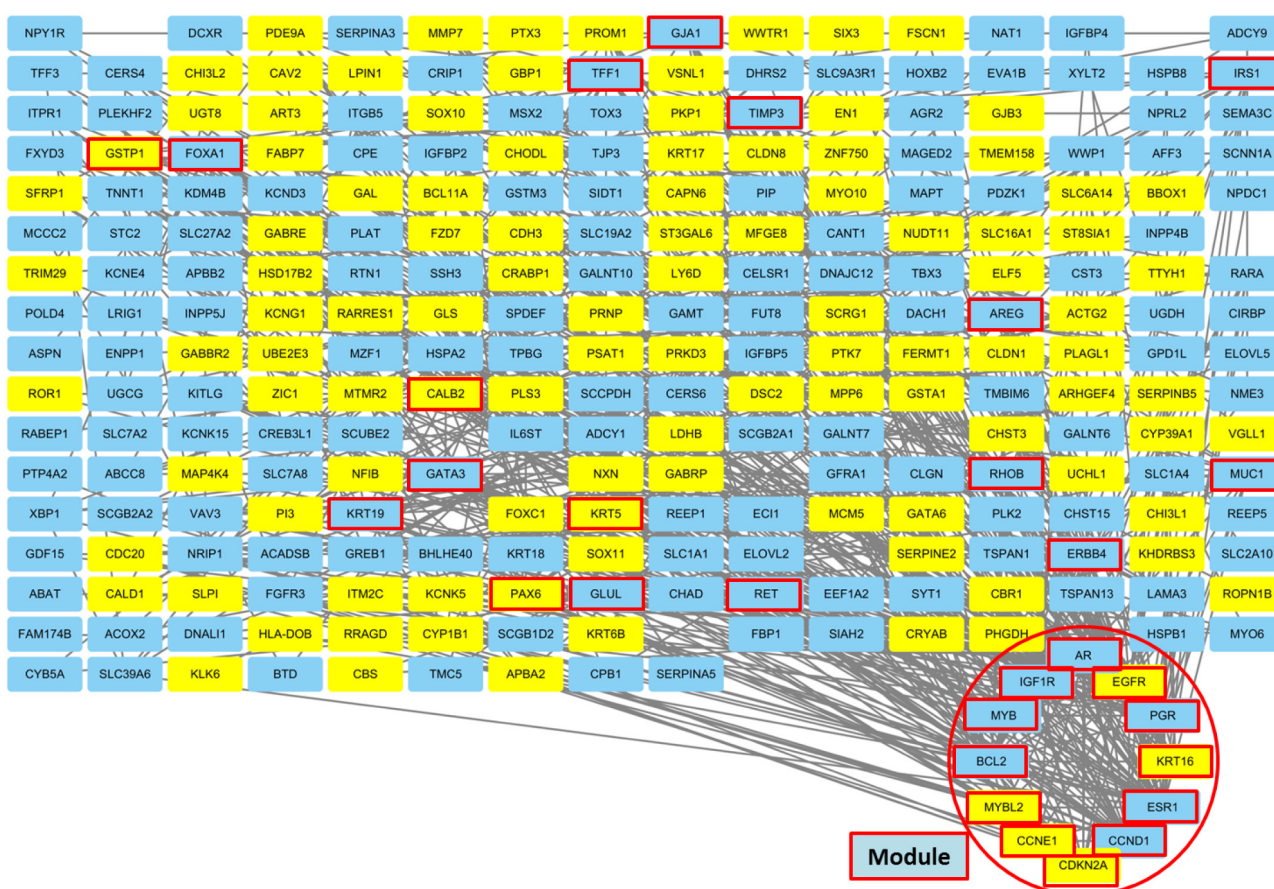 NPY1R DCXR PDE9A SERPINA3 MMP7 PTX3 PROM1 GJA1 WWTR1 SIX3 FSCN1 NAT1 IGFBP4 ADCY9
TFF3 CERS4 CHI3L2 CAV2 LPIN1 CRIP1 GBP1 TFF1 VSNL1 DHRS2 SLC9A3R1 HOXB2 EVA1B XYLT2 HSPB8 IRS1
ITPR1 PLEKHF2 UGT8 ART3 ITGB5 SOX10 MSX2 TOX3 PKP1 TIMP3 EN1 AGR2 GJB3 NPRL2 SEMA3C
FXYD3 GSTP1 FOXA1 FABP7 CPE IGFBP2 CHODL TJP3 KRT17 CLDN8 ZNF750 MAGED2 TMEM158 WWP1 AFF3 SCNN1A
SFRP1 TNNT1 KDM4B KCND3 GAL BCL11A GSTM3 SIDT1 CAPN6 PIP MYO10 MAPT PDZK1 SLC6A14 BBOX1 NPDC1
MCCC2 STC2 SLC27A2 GABRE PLAT FZD7 CDH3 SLC19A2 ST3GAL6 MFGE8 CANT1 NUDT11 SLC16A1 ST8SIA1 INPP4B
TRIM29 KCNE4 APBB2 HSD17B2 RTN1 SSH3 CRABP1 GALNT10 LY6D CELSR1 DNAJC12 TBX3 ELF5 CST3 TTYH1 RARA
POLD4 LRIG1 INPP5J KCNG1 RARRES1 GLS SPDEF PRNP GAMT FUT8 SCRG1 DACH1 AREG ACTG2 UGDH CIRBP
ASPN ENPP1 GABBR2 UBE2E3 MZF1 HSPA2 TPBG PSAT1 PRKD3 IGFBP5 PTK7 FERMT1 CLDN1 PLAGL1 GPD1L ELOVL5
ROR1 UGCG KITLG ZIC1 MTMR2 CALB2 PLS3 SCCPDH CERS6 DSC2 MPP6 GSTA1 TMBIM6 ARHGEF4 SERPINB5 NME3
RABEP1 SLC7A2 KCNK15 CREB3L1 SCUBE2 IL6ST ADCY1 LDHB SCGB2A1 GALNT7 CHST3 GALNT6 CYP39A1 VGLL1
PTP4A2 ABCC8 MAP4K4 SLC7A8 NFIB GATA3 NXN GABRP GFRA1 CLGN RHOB UCHL1 SLC1A4 MUC1
XBP1 SCGB2A2 VAV3 PI3 KRT19 FOXC1 KRT5 REEP1 ECI1 MCM5 GATA6 PLK2 CHST15 CHI3L1 REEP5
GDF15 CDC20 NRIP1 ACADSB GREB1 BHLHE40 KRT18 SOX11 SLC1A1 ELOVL2 SERPINE2 TSPAN1 ERBB4 KHDRBS3 SLC2A10
ABAT CALD1 SLPI FGFR3 ITM2C KCNK5 PAX6 GLUL CHAD RET EEF1A2 SYT1 CBR1 TSPAN13 LAMA3 ROPN1B
FAM174B ACOX2 DNALI1 HLA-DOB RRAGD CYP1B1 SCGB1D2 KRT6B FBP1 SIAH2 CRYAB PHGDH HSPB1 MYO6
AR
CYB5A SLC39A6 KLK6 BTD CBS TMC5 APBA2 CPB1 SERPINA5
IGF1R EGFR
MYB PGR
BCL2 KRT16
MYBL2 ESR1
CCNE1 CCND1
Module
CDKN2A